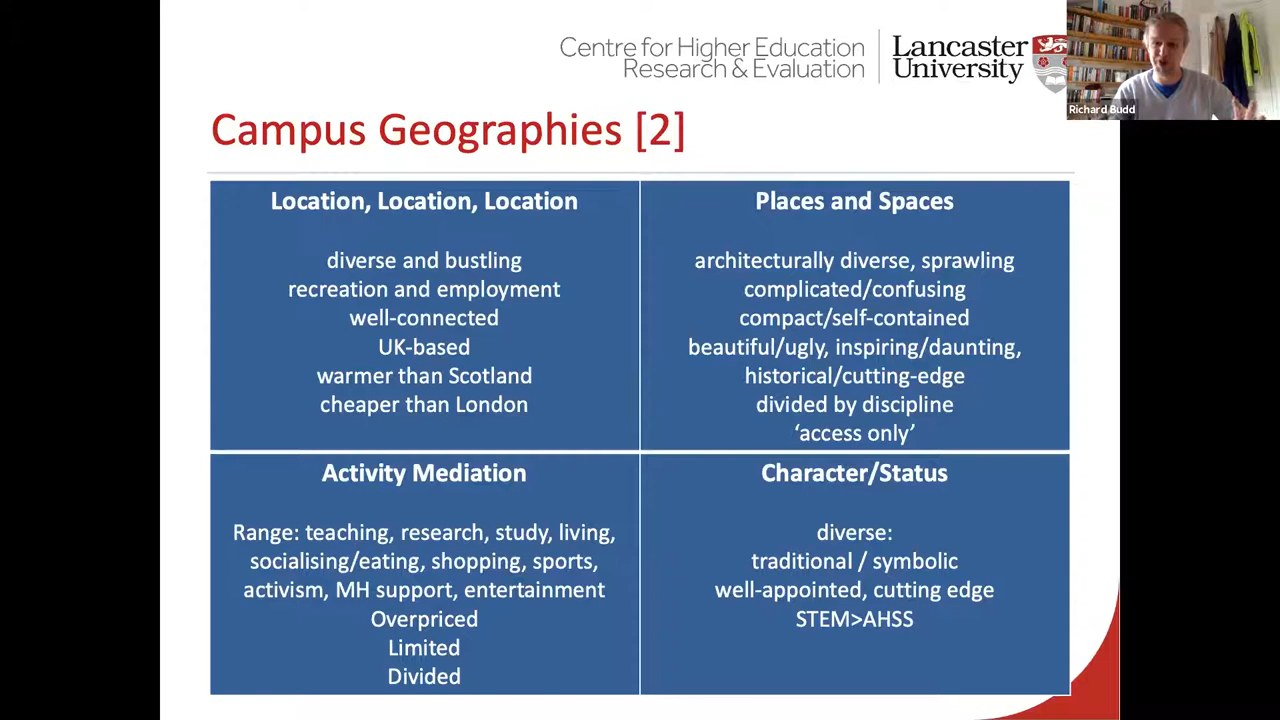 Centre for Higher Education
Research & Evaluation
Lancaster
University
Richard Budd
Campus Geographies [2]
Location, Location, Location
diverse and bustling
recreation and employment
well-connected
UK-based
warmer than Scotland
cheaper than London
Places and Spaces
architecturally diverse, sprawling
complicated/confusing
compact/self-contained
beautiful/ugly, inspiring/daunting,
historical/cutting-edge
divided by discipline
‘access only’
Activity Mediation
Range: teaching, research, study, living,
socialising/eating, shopping, sports,
activism, MH support, entertainment
Overpriced
Limited
Divided
Character/Status
diverse:
traditional / symbolic
well-appointed, cutting edge
STEM>AHSS